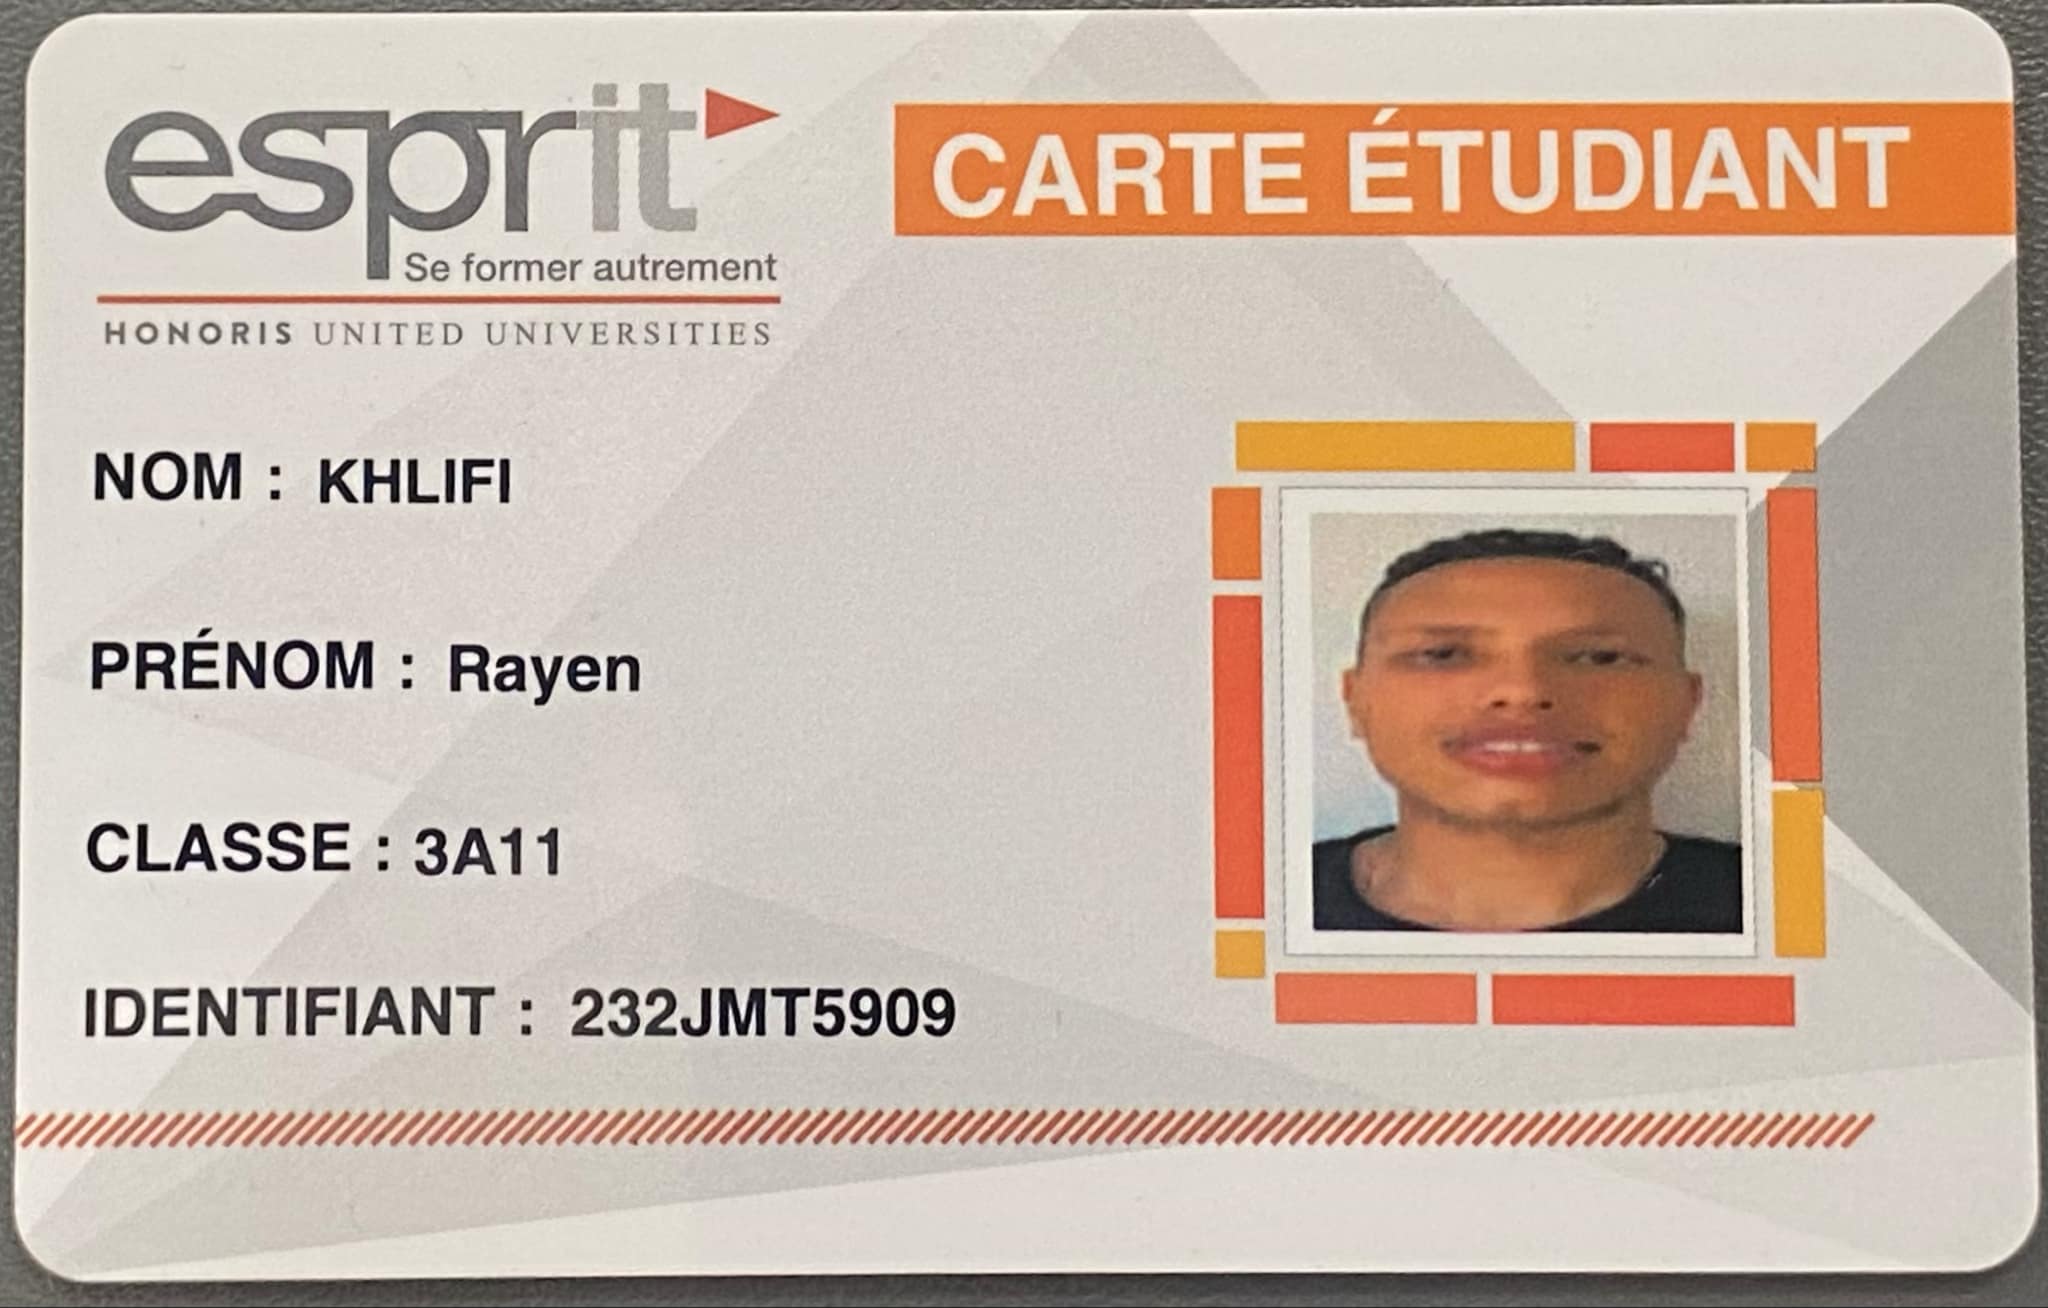 esprit
Se former autrement
HONORIS UNITED UNIVERSITIES
CARTE ÉTUDIANT
NOM : KHLIFI
PRÉNOM : Rayen
CLASSE : 3A11
IDENTIFIANT : 232JMT5909